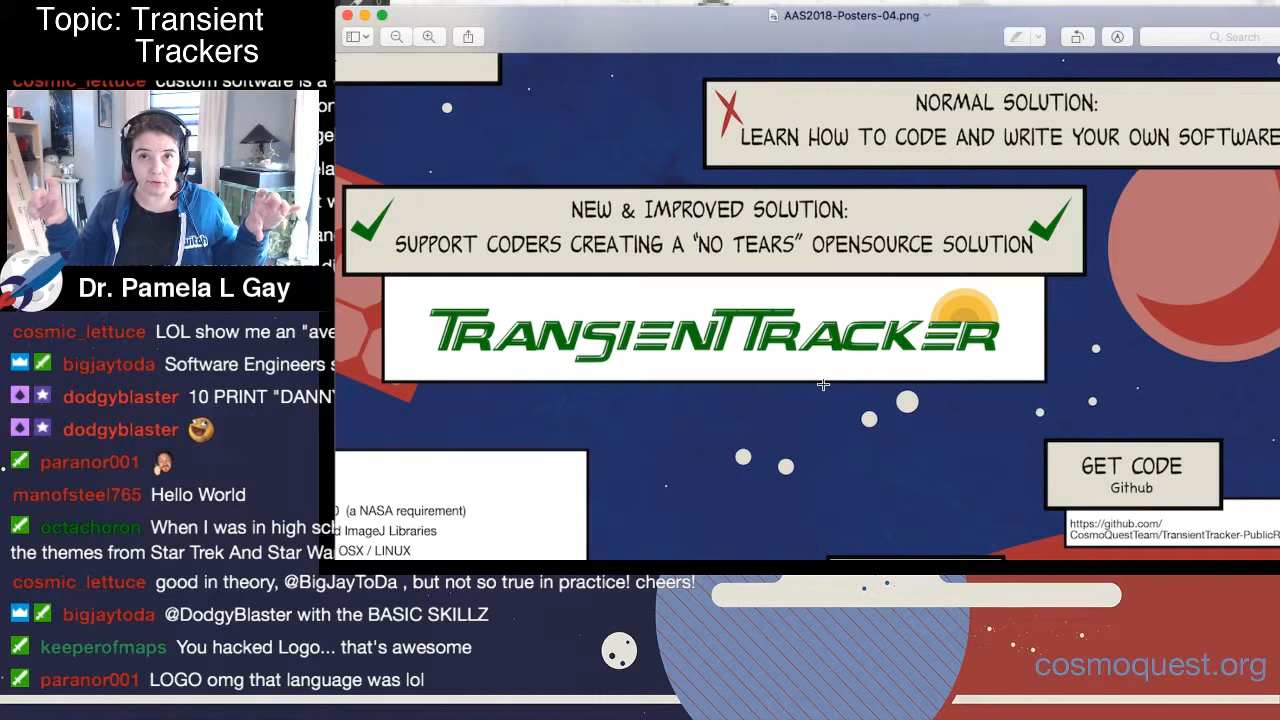 Topic: Transient
Trackers
cosmic_lettuce custom software is a
Dr. Pamela L Gay
cosmic_lettuce LOL show me an "ave
bigjaytoda Software Engineers s
dodgyblaster 10 PRINT "DANN
dodgyblaster
paranor001
manofsteel765 Hello World
octachoron When I was in high sch
the themes from Star Trek And Star Wa
cosmic_lettuce good in theory, @BigJayToDa , but not so true in practice! cheers!
bigjaytoda @DodgyBlaster with the BASIC SKILLZ
keeperofmaps You hacked Logo... that's awesome
paranor001 LOGO omg that language was lol
AAS2018-Posters-04.png
Search
NORMAL SOLUTION:
LEARN HOW TO CODE AND WRITE YOUR OWN SOFTWARE
NEW & IMPROVED SOLUTION:
SUPPORT CODERS CREATING A "NO TEARS" OPENSOURCE SOLUTION
TRANSIENTTRACKER
(a NASA requirement)
d ImageJ Libraries
OSX / LINUX
GET CODE
Github
https://github.com/
CosmoQuestTeam/TransientTracker-PublicR
cosmoquest.org